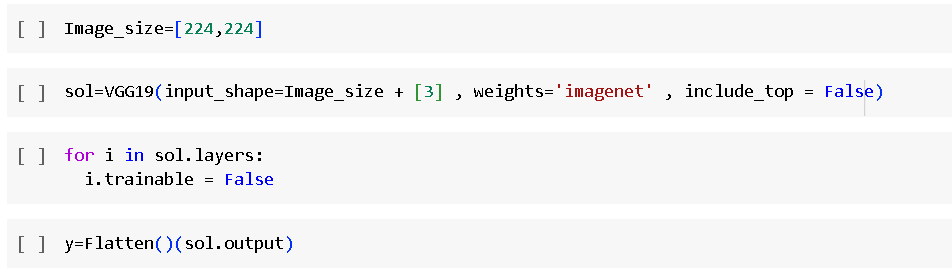 [ ] Image_size=[224,224]
[ ] sol=VGG19(input_shape=Image_size + [3] , weights='imagenet' , include_top = False)
[ ] for i in sol.layers:
i.trainable = False
[ ] y=Flatten()(sol.output)